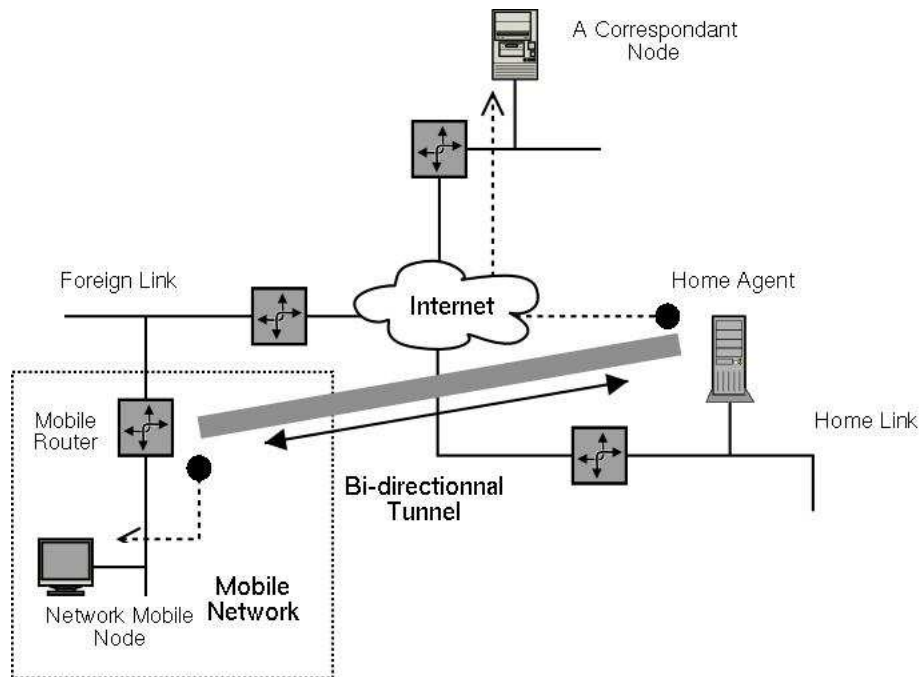 A Correspondant
Node
Foreign Link
Internet
Home Agent
Mobile
Router
Home Link
Bi-directionnal
Tunnel
Mobile
Network
Network Mobile
Node